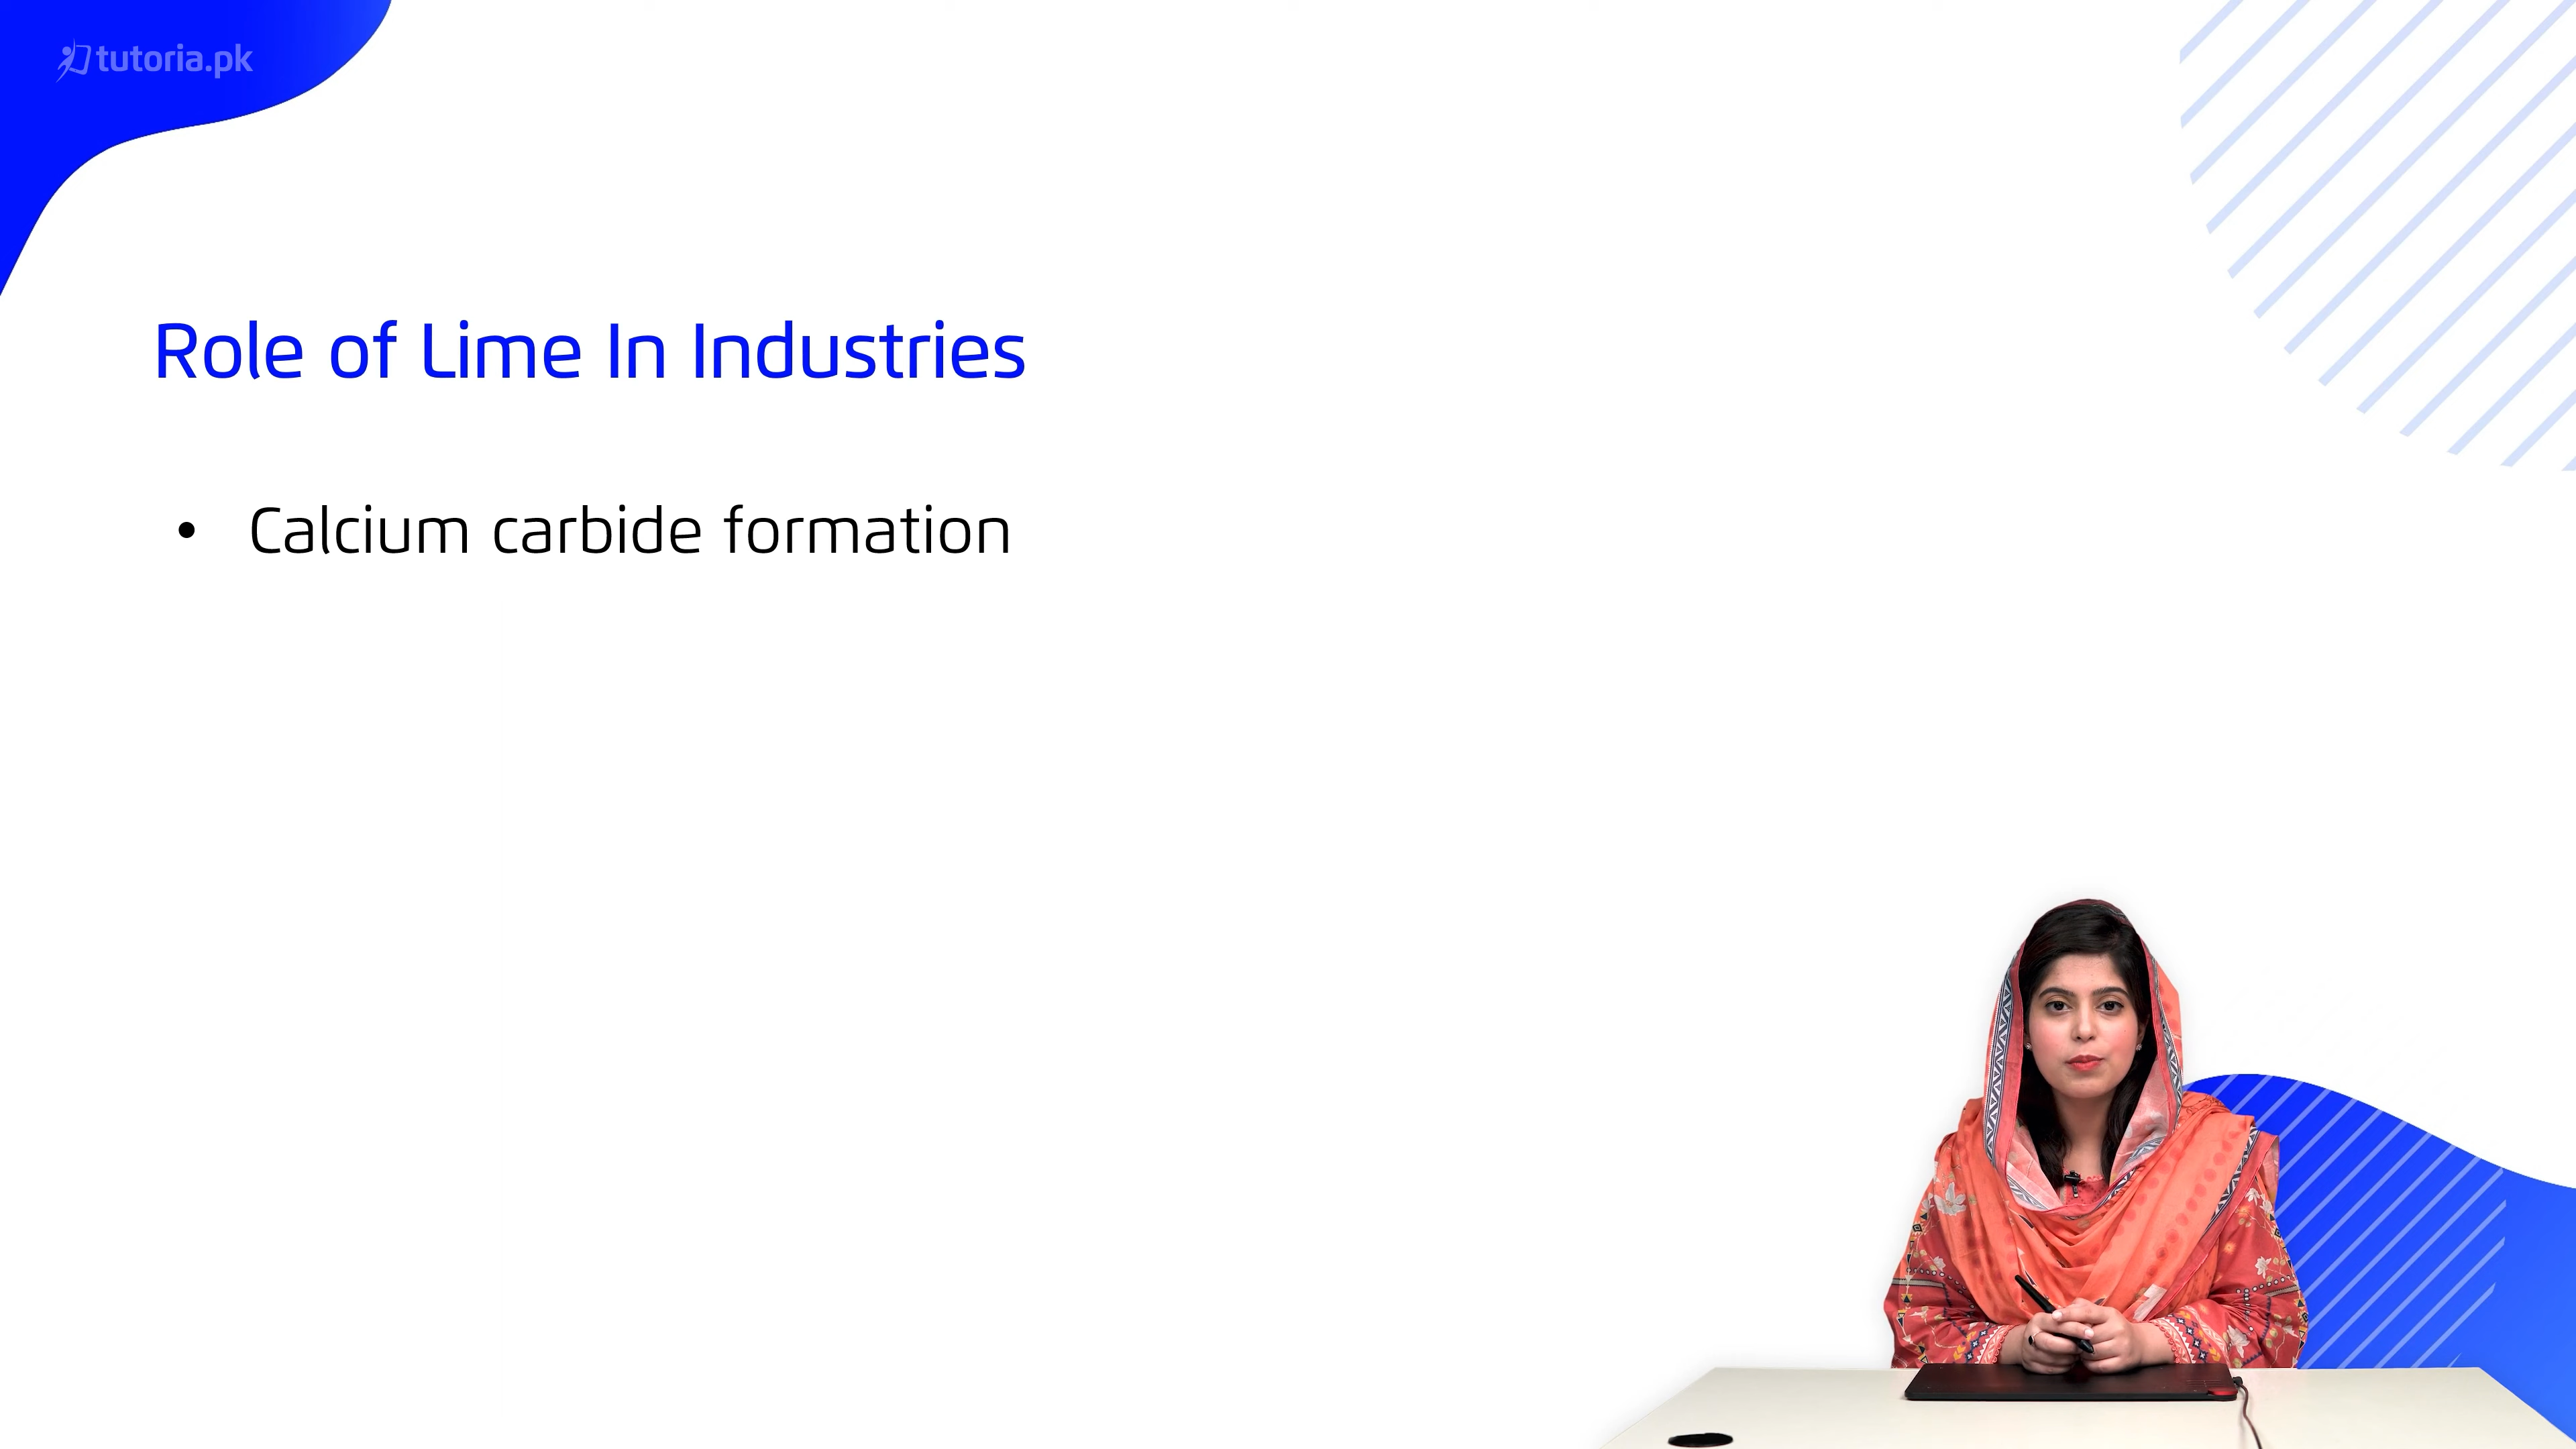 tutoria.pk
Role of Lime In Industries
• Calcium carbide formation